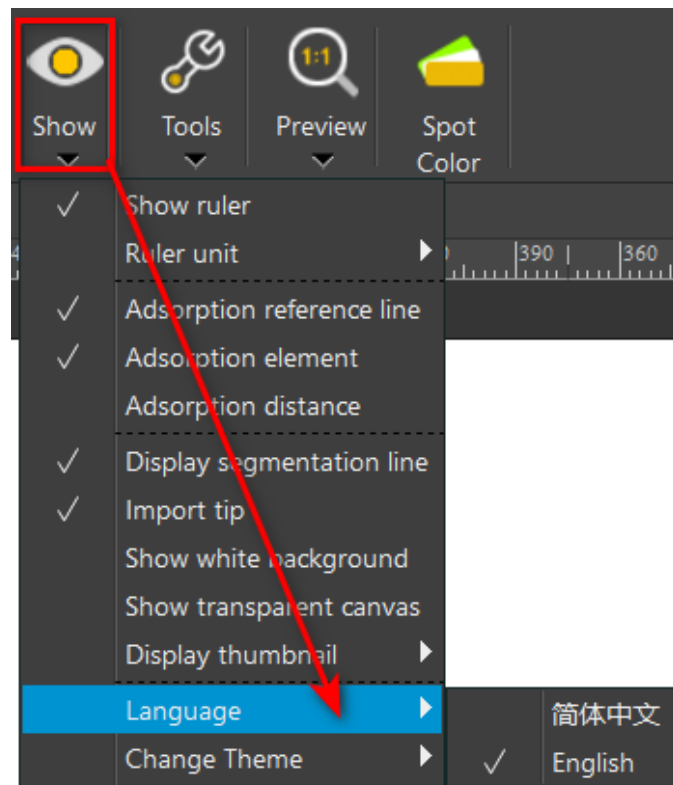 1:1
Show
Tools
Preview
Spot
Color
Show ruler
Ruler unit
390
360
Adsorption reference line
Adsorption element
Adsorption distance
Display segmentation line
Import tip
Show white background
Show transparent canvas
Display thumbnail
Language
简体中文
Change Theme
English